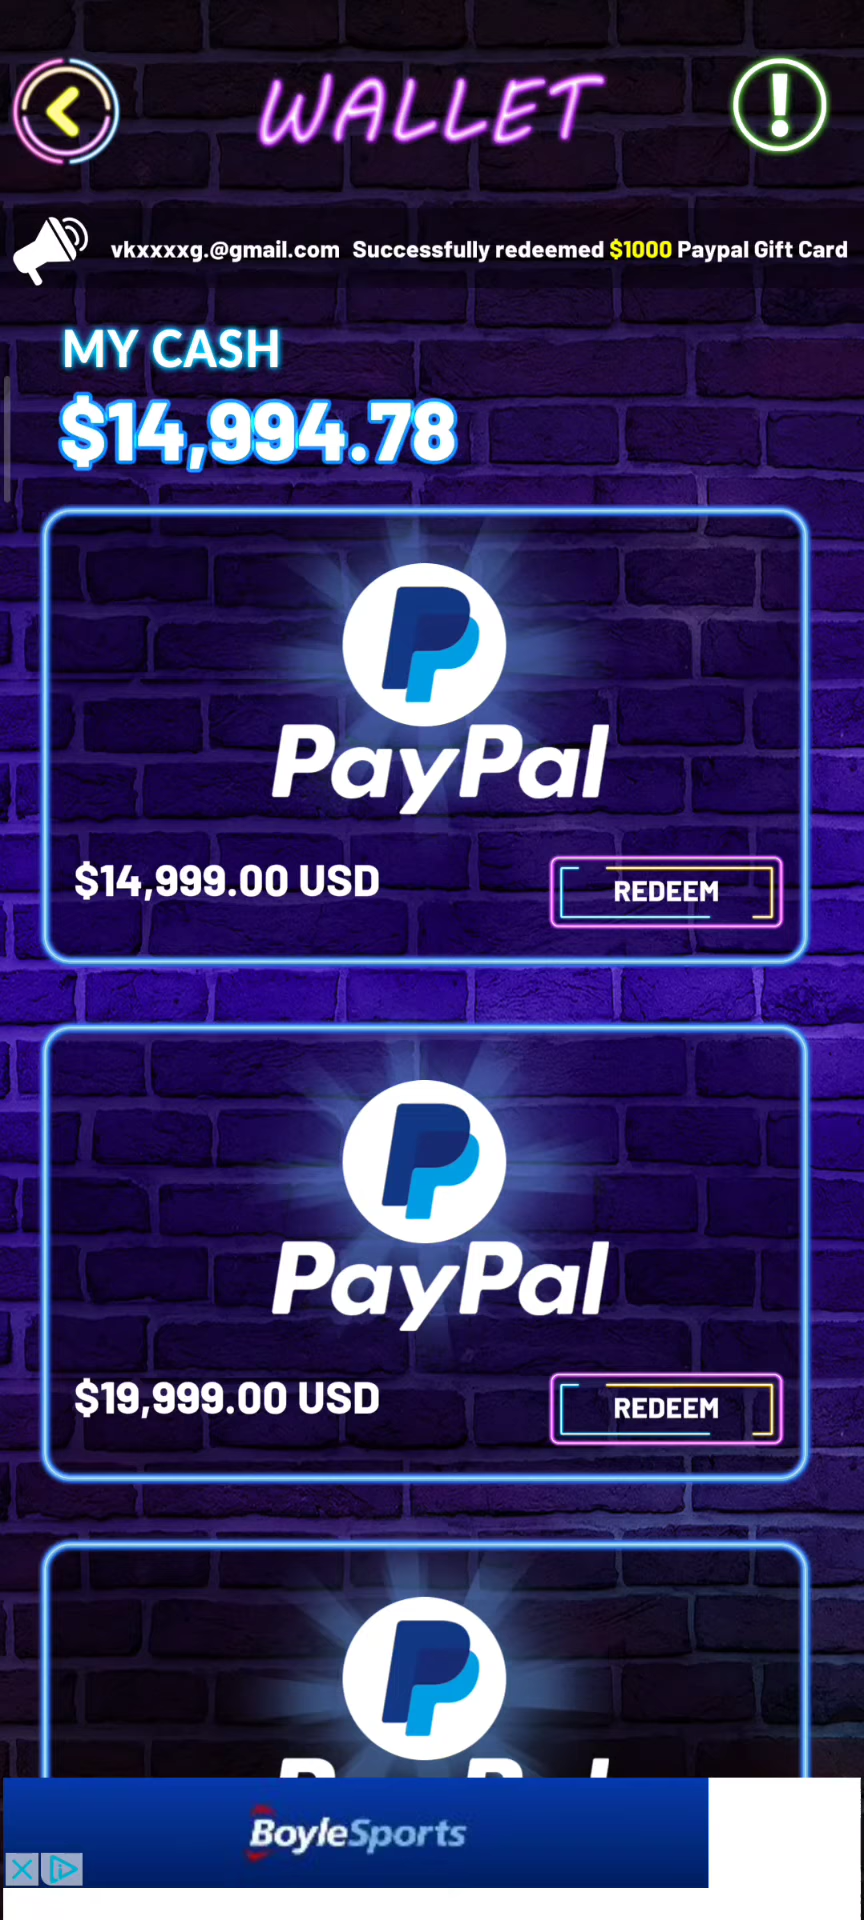 WALLET
vkxxxxg.@gmail.com Successfully redeemed $1000 Paypal Gift Card
MY CASH
$14,994.78
PayPal
$14,999.00 USD
REDEEM
PayPal
$19,999.00 USD
REDEEM
PayPal
BoyleSports